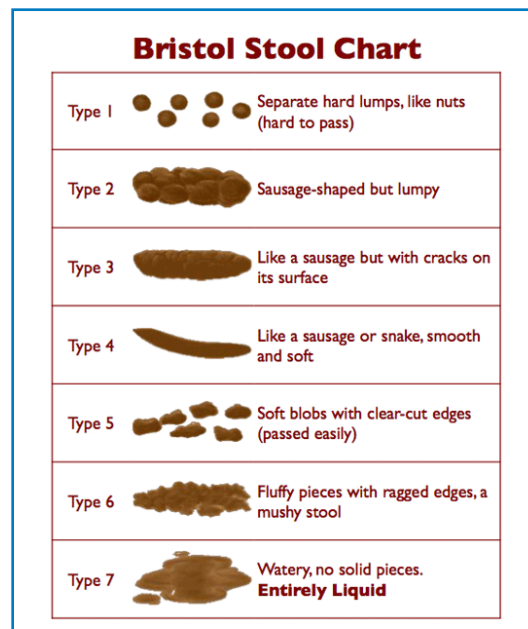 Bristol Stool Chart
Type 1
Separate hard lumps, like nuts
(hard to pass)
Type 2
Sausage-shaped but lumpy
Type 3
Like a sausage but with cracks on
its surface
Type 4
Like a sausage or snake, smooth
and soft
Type 5
Soft blobs with clear-cut edges
(passed easily)
Type 6
Fluffy pieces with ragged edges, a
mushy stool
Type 7
Watery, no solid pieces.
Entirely Liquid